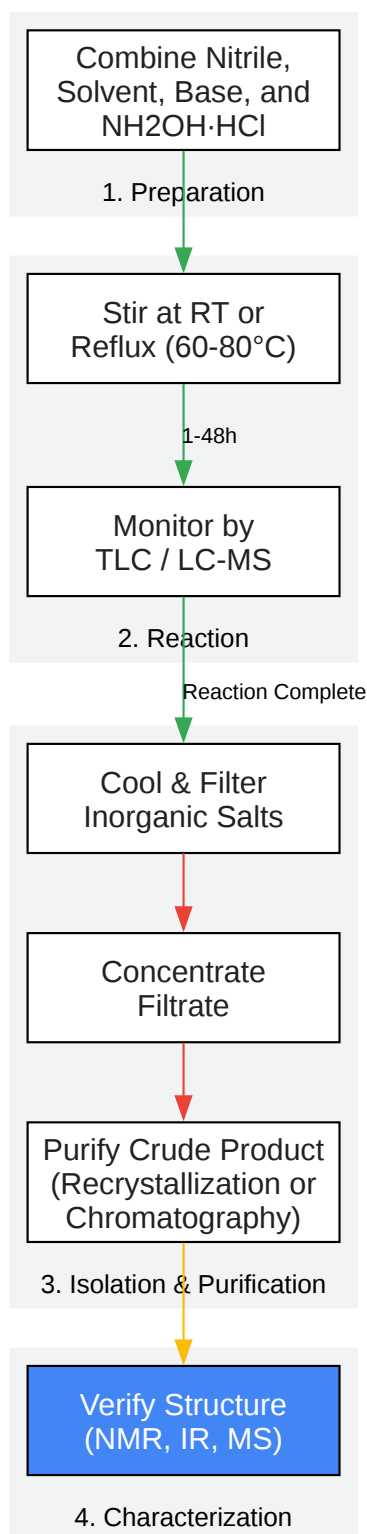 Combine Nitrile,
Solvent, Base, and
NH2OH·HCl
1. Preparation
Stir at RT or
Reflux (60-80°C)
1-48h
Monitor by
TLC / LC-MS
2. Reaction
Reaction Complete
Cool & Filter
Inorganic Salts
Concentrate
Filtrate
Purify Crude Product
(Recrystallization or
Chromatography)
3. Isolation & Purification
Verify Structure
(NMR, IR, MS)
4. Characterization